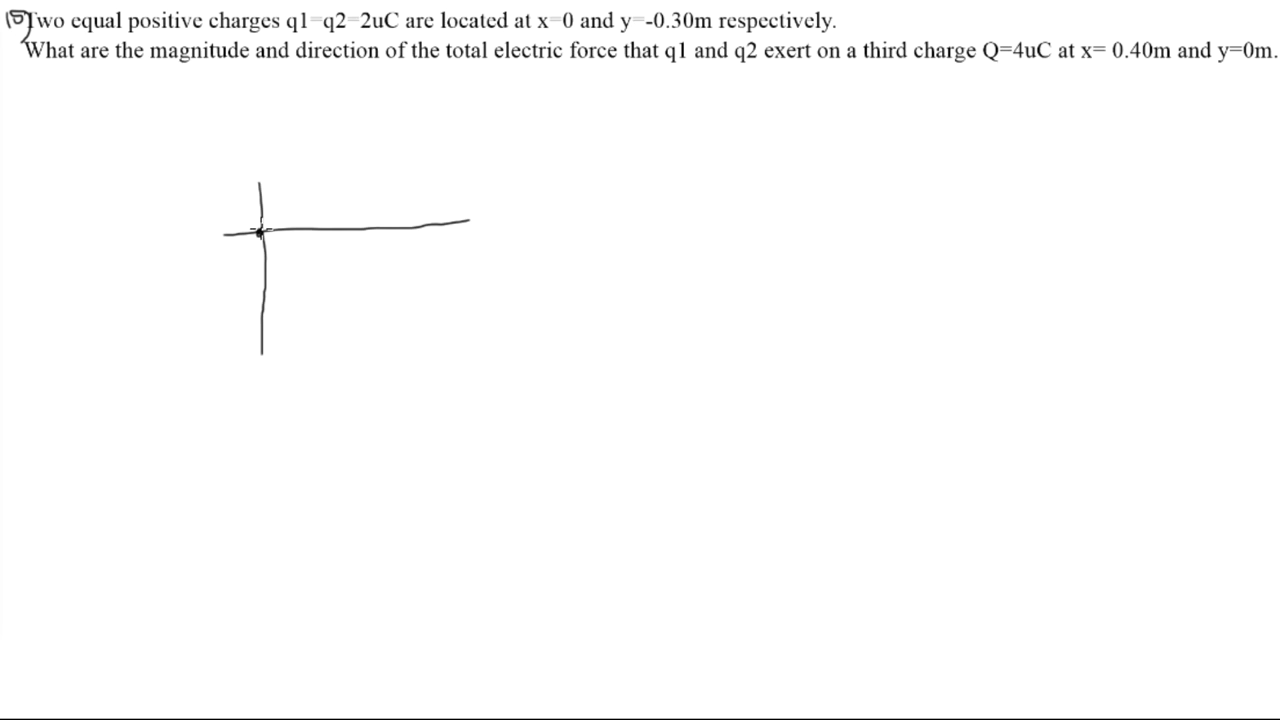 15) Two equal positive charges q1=q2=2uC are located at x=0 and y=-0.30m respectively.
What are the magnitude and direction of the total electric force that q1 and q2 exert on a third charge Q=4uC at x= 0.40m and y=0m.